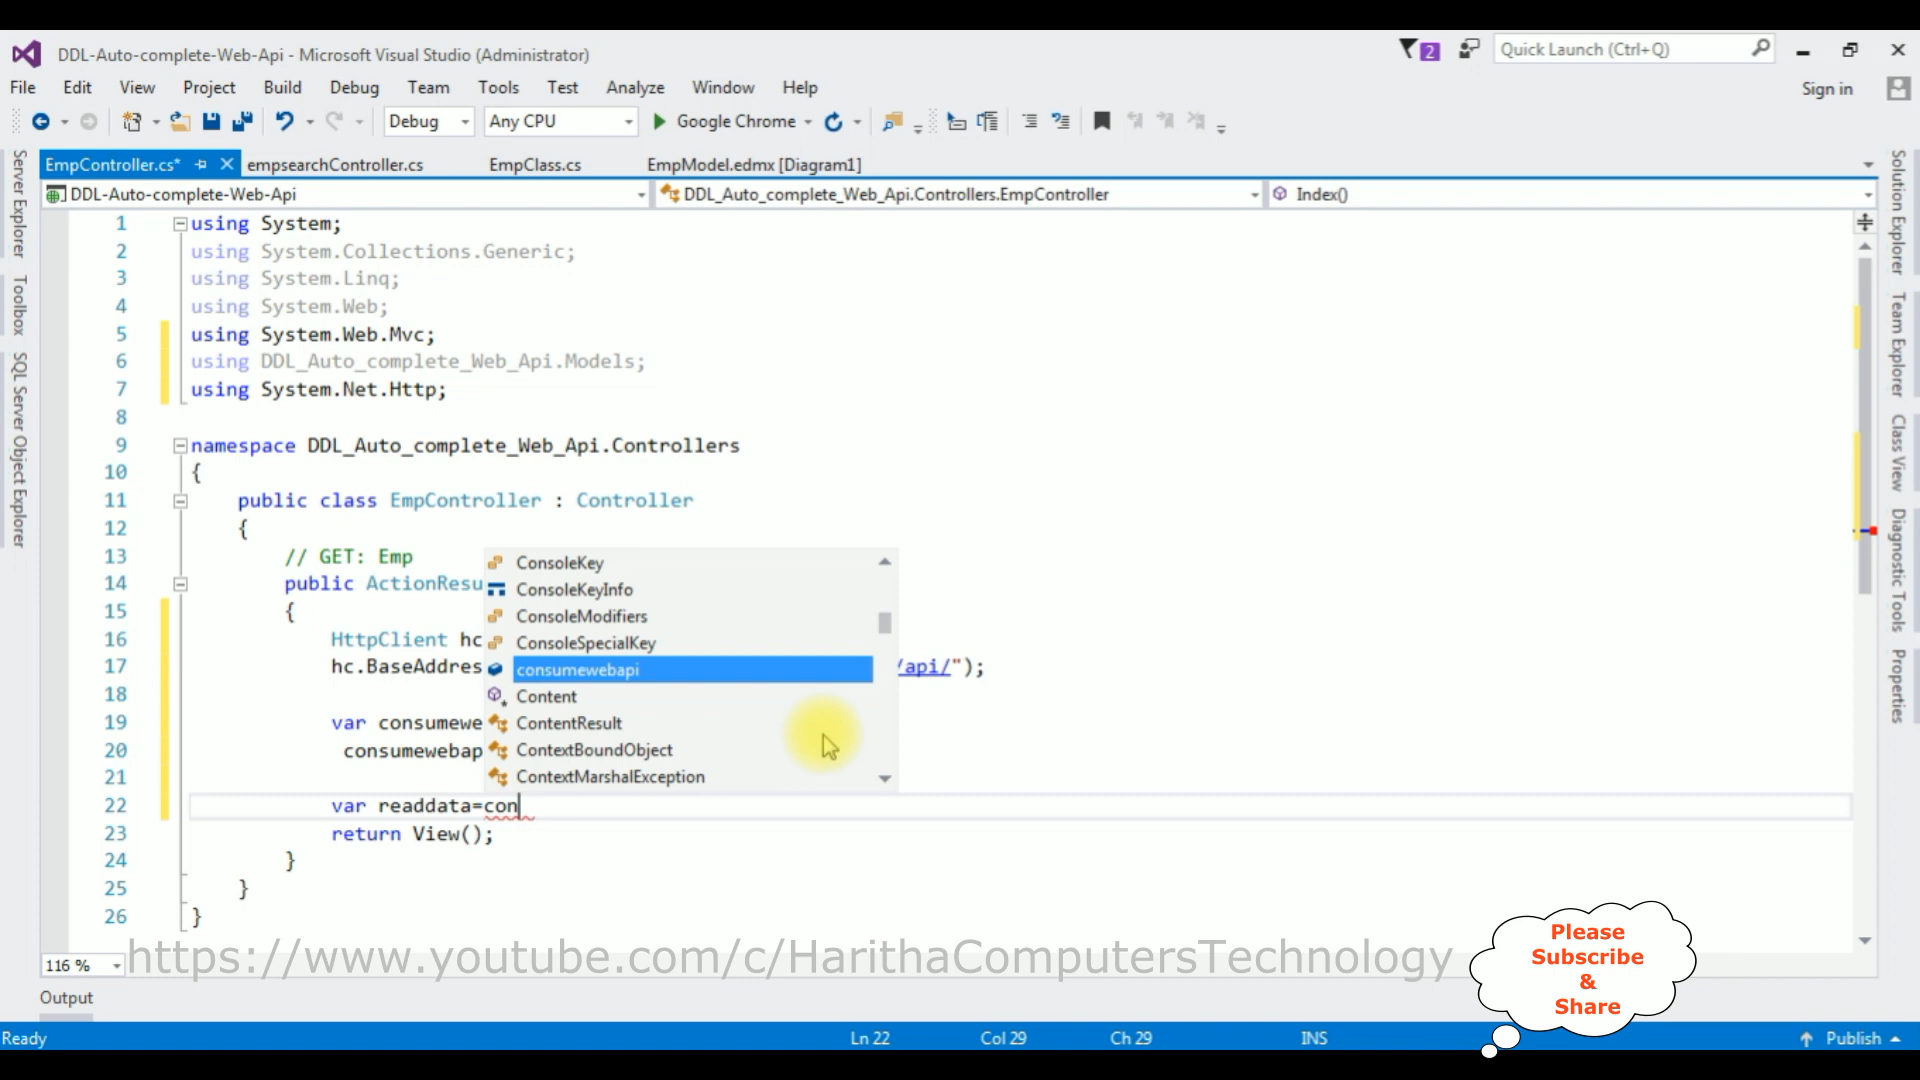 DDL-Auto-complete-Web-Api - Microsoft Visual Studio (Administrator)
2
Quick Launch (Ctrl+Q)
File Edit View Project Build Debug Team Tools Test Analyze Window Help
Sign in
Debug Any CPU Google Chrome
EmpController.cs* empsearchController.cs EmpClass.cs EmpModel.edmx [Diagram1]
DDL-Auto-complete-Web-Api DDL_Auto_complete_Web_Api.Controllers.EmpController Index()
Server Explorer
Toolbox
SQL Server Object Explorer
1 using System;
2 using System.Collections.Generic;
3 using System.Linq;
4 using System.Web;
5 using System.Web.Mvc;
6 using DDL_Auto_complete_Web_Api.Models;
7 using System.Net.Http;
8
9 namespace DDL_Auto_complete_Web_Api.Controllers
10 {
11 public class EmpController : Controller
12 {
13 // GET: Emp
14 public ActionResu
15 {
16 HttpClient hc
17 hc.BaseAddres /api/");
18
19 var consumewe
20 consumewebap
21
22 var readdata=con
23 return View();
24 }
25 }
26 }
ConsoleKey
ConsoleKeyInfo
ConsoleModifiers
ConsoleSpecialKey
consumewebapi
Content
ContentResult
ContextBoundObject
ContextMarshalException
Solution Explorer
Team Explorer
Class View
Diagnostic Tools
Properties
116 %
https://www.youtube.com/c/HarithaComputersTechnology
Please
Subscribe
&
Share
Output
Ready Ln 22 Col 29 Ch 29 INS Publish